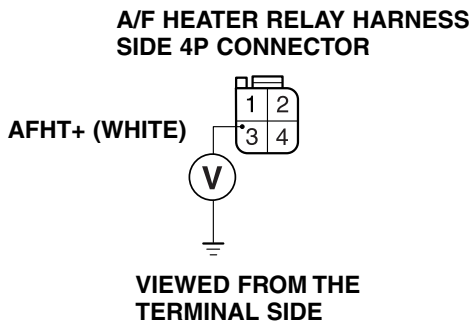 A/F HEATER RELAY HARNESS
SIDE 4P CONNECTOR
1 2
AFHT+ (WHITE)
3 4
V
VIEWED FROM THE
TERMINAL SIDE